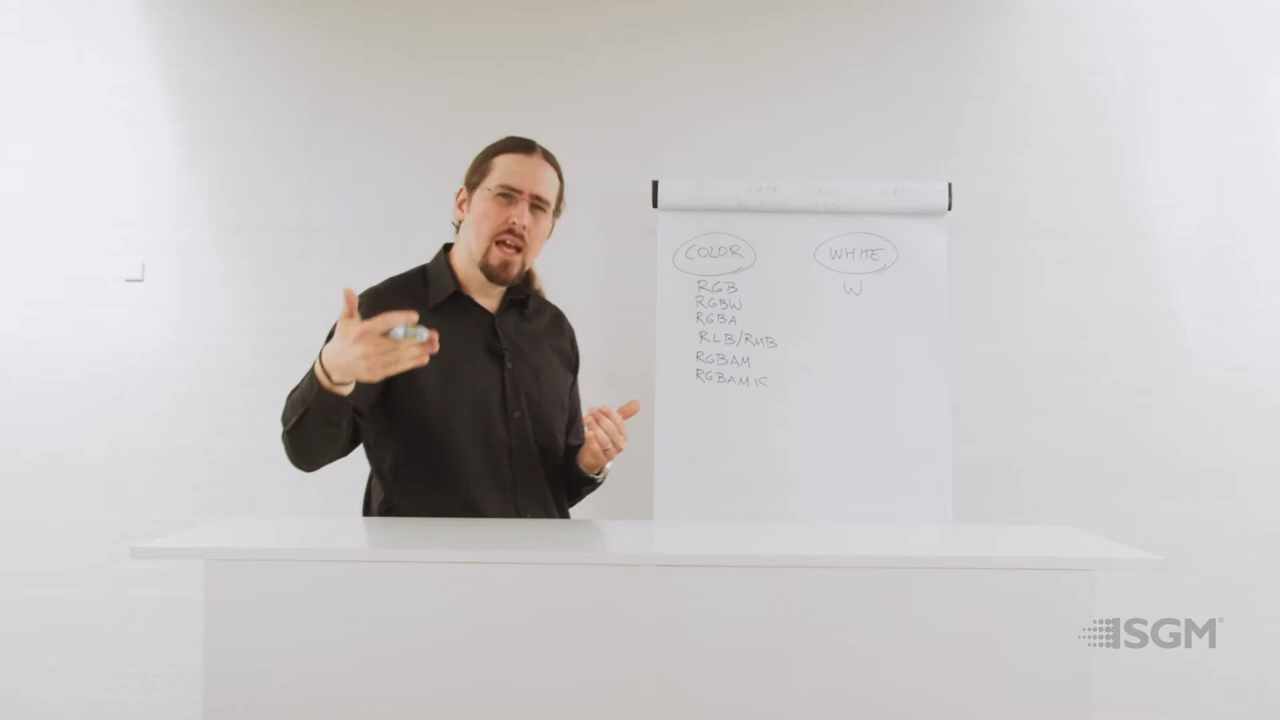 COLOR WHITE
RGB W
RGBW
RGBA
RLB/RMB
RGBAM
RGBAMIC
SGM